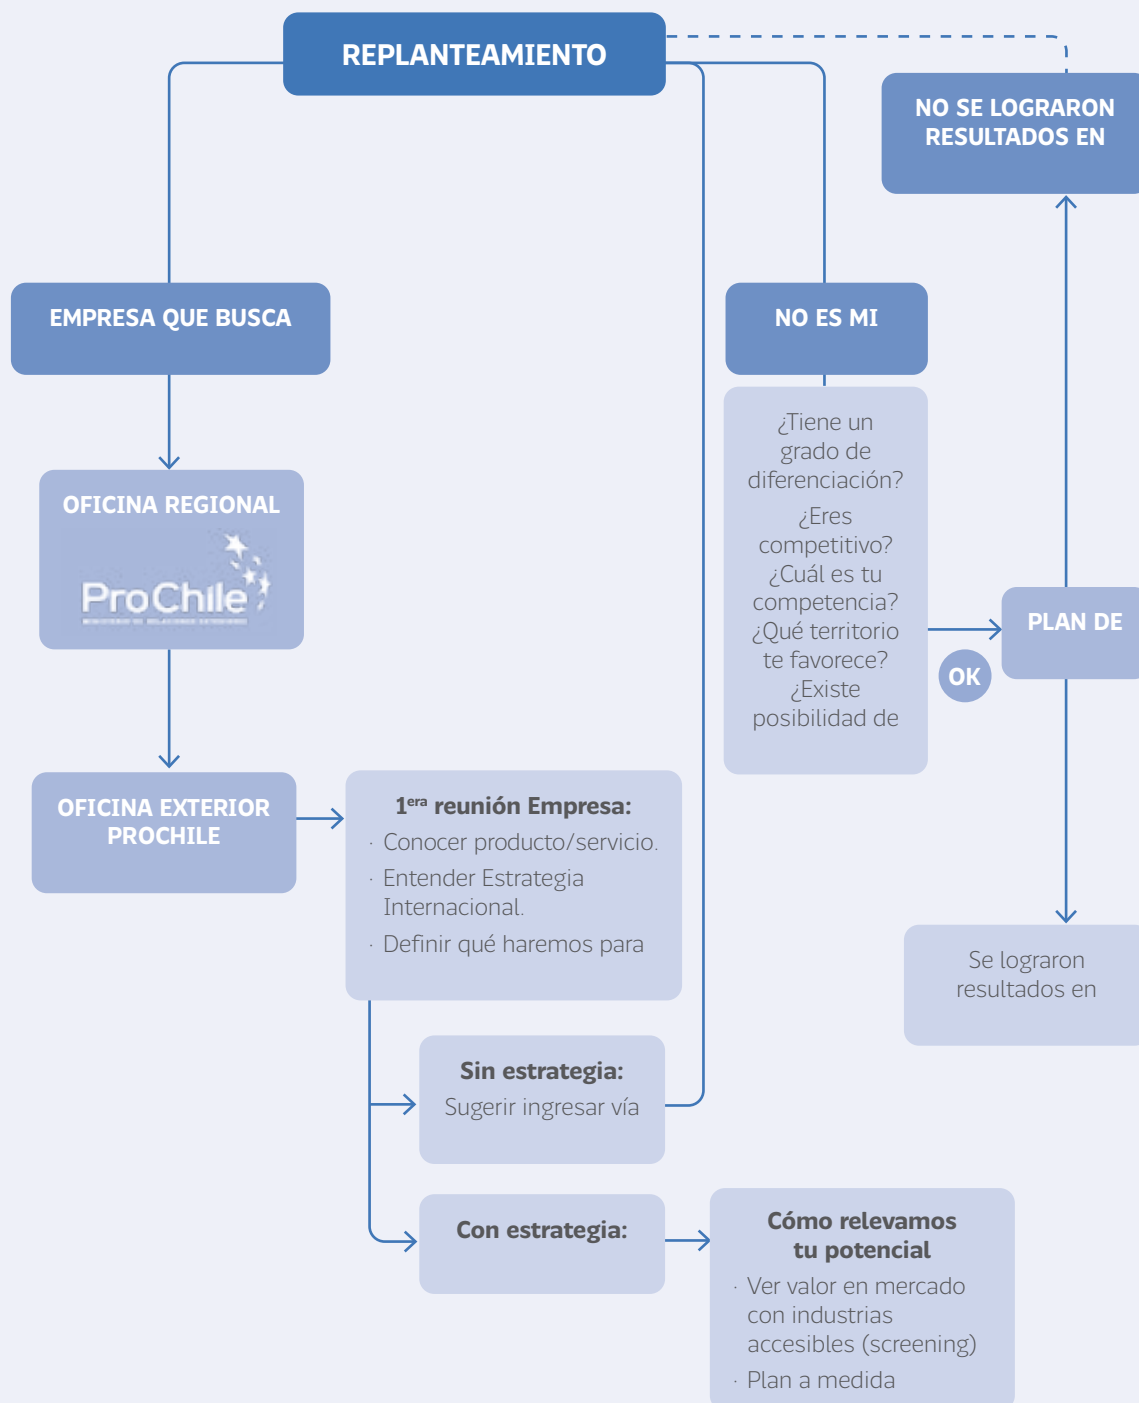 REPLANTEAMIENTO
NO SE LOGRARON
RESULTADOS EN
EMPRESA QUE BUSCA
NO ES MI
OFICINA REGIONAL
ProChile
¿Tiene un
grado de
diferenciación?
¿Eres
competitivo?
¿Cuál es tu
competencia?
¿Qué territorio
te favorece?
¿Existe
posibilidad de
OK
PLAN DE
OFICINA EXTERIOR
PROCHILE
1era reunión Empresa:
· Conocer producto/servicio.
· Entender Estrategia
Internacional.
· Definir qué haremos para
Se lograron
resultados en
Sin estrategia:
Sugerir ingresar vía
Con estrategia:
Cómo relevamos
tu potencial
· Ver valor en mercado
con industrias
accesibles (screening)
· Plan a medida